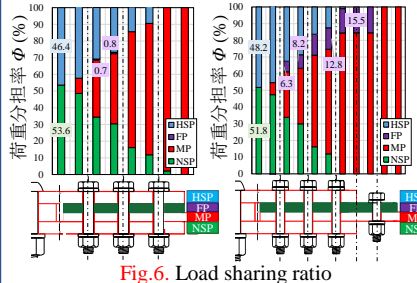 荷重分担率 Φ (%)
100
90
80
70
60
50
40
30
20
10
0
46.4
0.8
0.7
53.6
HSP
FP
MP
NSP
HSP
FP
MP
NSP
荷重分担率 Φ (%)
100
90
80
70
60
50
40
30
20
10
0
48.2
8.2
15.5
6.3
12.8
51.8
HSP
FP
MP
NSP
HSP
FP
MP
NSP
Fig.6. Load sharing ratio